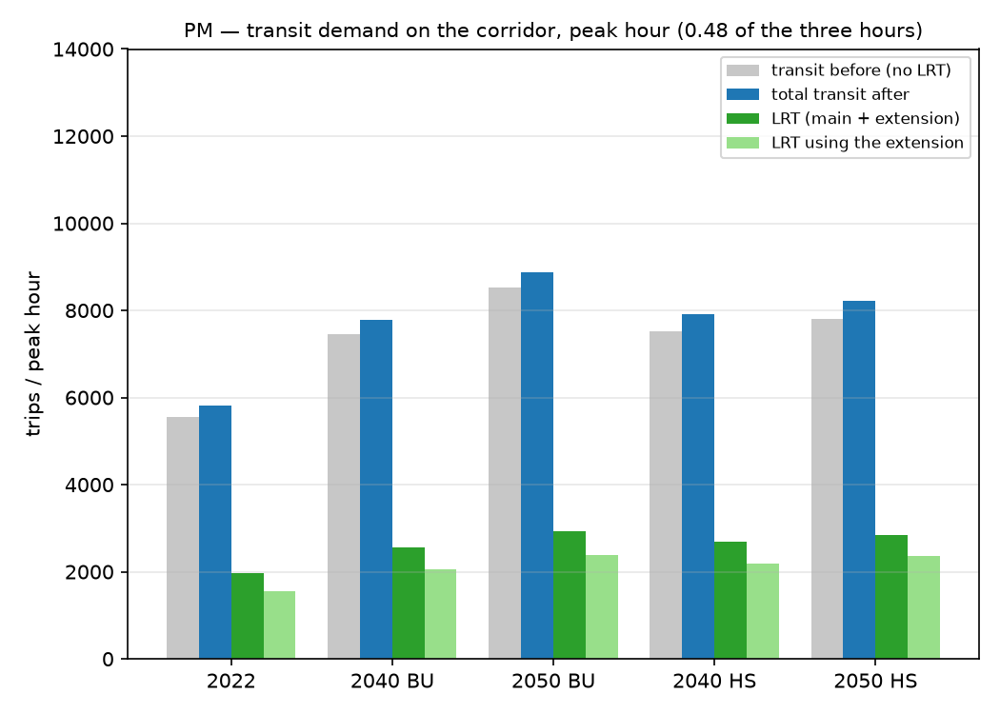 PM — transit demand on the corridor, peak hour (0.48 of the three hours)
14000
12000
10000
8000
6000
4000
2000
0
trips / peak hour
transit before (no LRT)
total transit after
LRT (main + extension)
LRT using the extension
2022
2040 BU
2050 BU
2040 HS
2050 HS